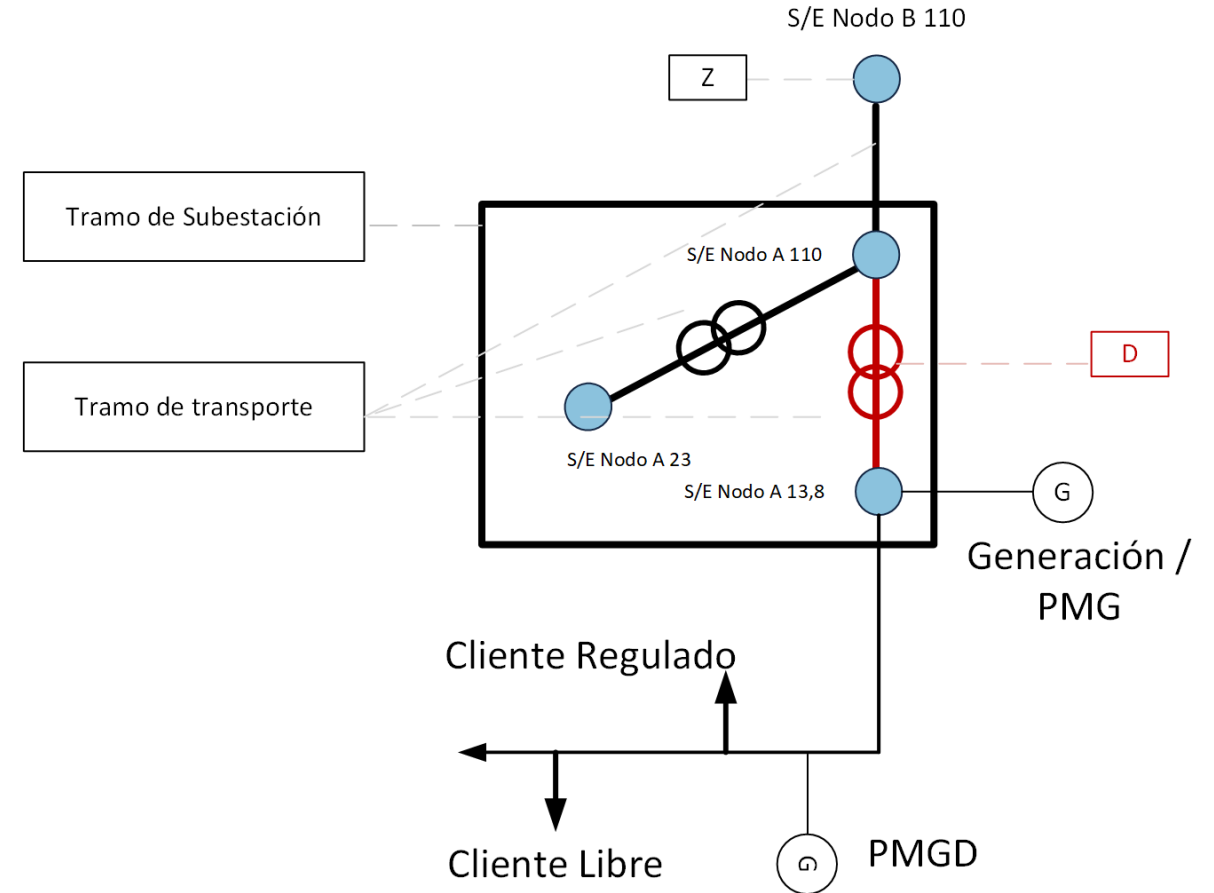 S/E Nodo B 110
Z
Tramo de Subestación
S/E Nodo A 110
D
Tramo de transporte
S/E Nodo A 23
S/E Nodo A 13,8
G
Generación /
PMG
Cliente Regulado
Cliente Libre
G
PMGD